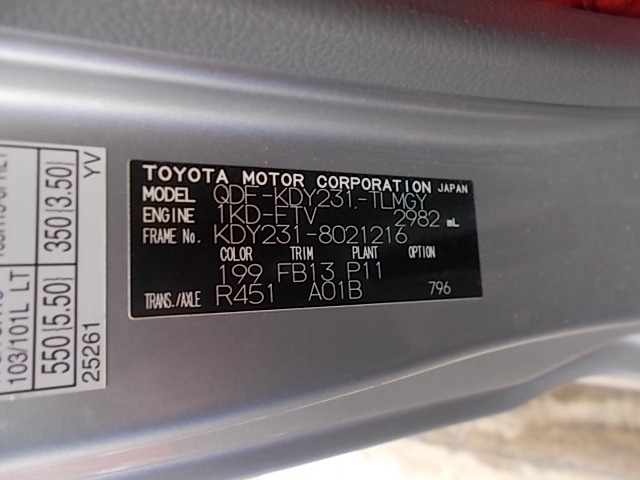 TOYOTA MOTOR CORPORATION JAPAN
MODEL QDF-KDY231-TLMGY
ENGINE 1KD-FTV 2982 mL
FRAME No. KDY231-8021216
COLOR TRIM PLANT OPTION
199 FB13 P11
TRANS./AXLE R451 A01B 796
103/101L LT
550(5.50) 350(3.50)
25261 YV